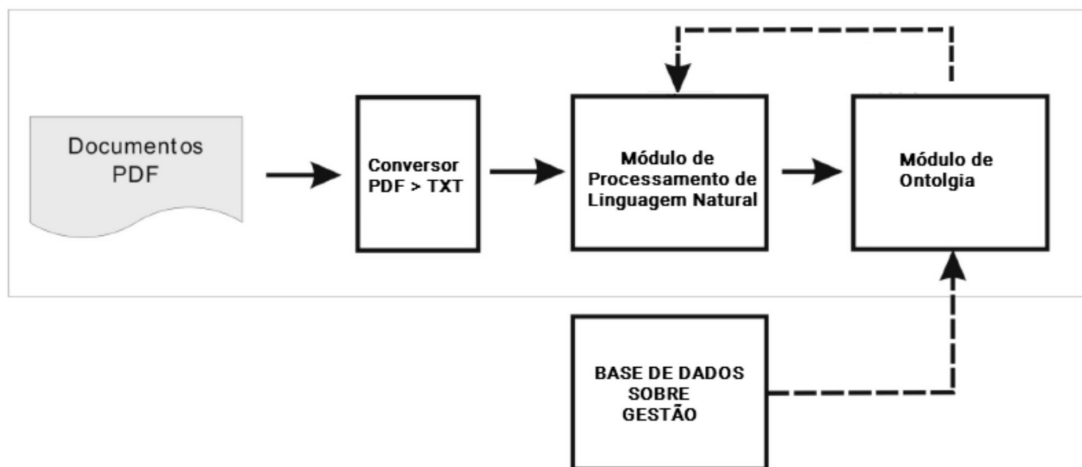 Documentos
PDF
Conversor
PDF > TXT
Módulo de
Processamento de
Linguagem Natural
Módulo de
Ontolgia
BASE DE DADOS
SOBRE
GESTÃO